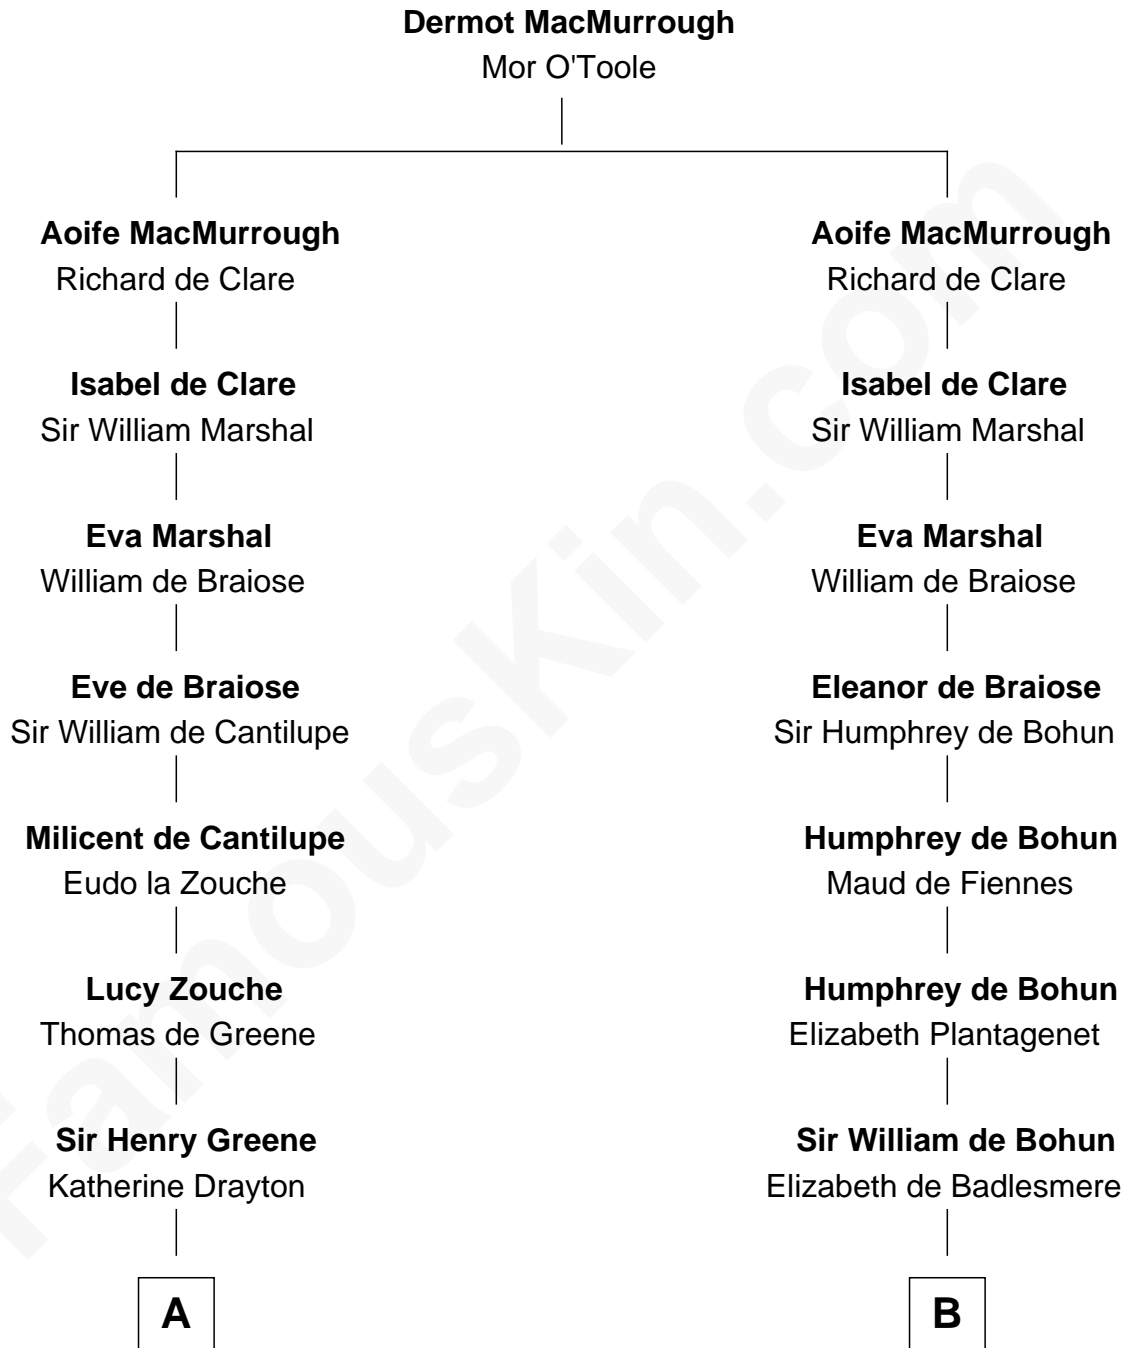 Dermot MacMurrough
Mor O'Toole
Aoife MacMurrough
Richard de Clare
Isabel de Clare
Sir William Marshal
Eva Marshal
William de Braiose
Eve de Braiose
Sir William de Cantilupe
Milicent de Cantilupe
Eudo la Zouche
Lucy Zouche
Thomas de Greene
Sir Henry Greene
Katherine Drayton
A
Aoife MacMurrough
Richard de Clare
Isabel de Clare
Sir William Marshal
Eva Marshal
William de Braiose
Eleanor de Braiose
Sir Humphrey de Bohun
Humphrey de Bohun
Maud de Fiennes
Humphrey de Bohun
Elizabeth Plantagenet
Sir William de Bohun
Elizabeth de Badlesmere
B
FamousKin.com